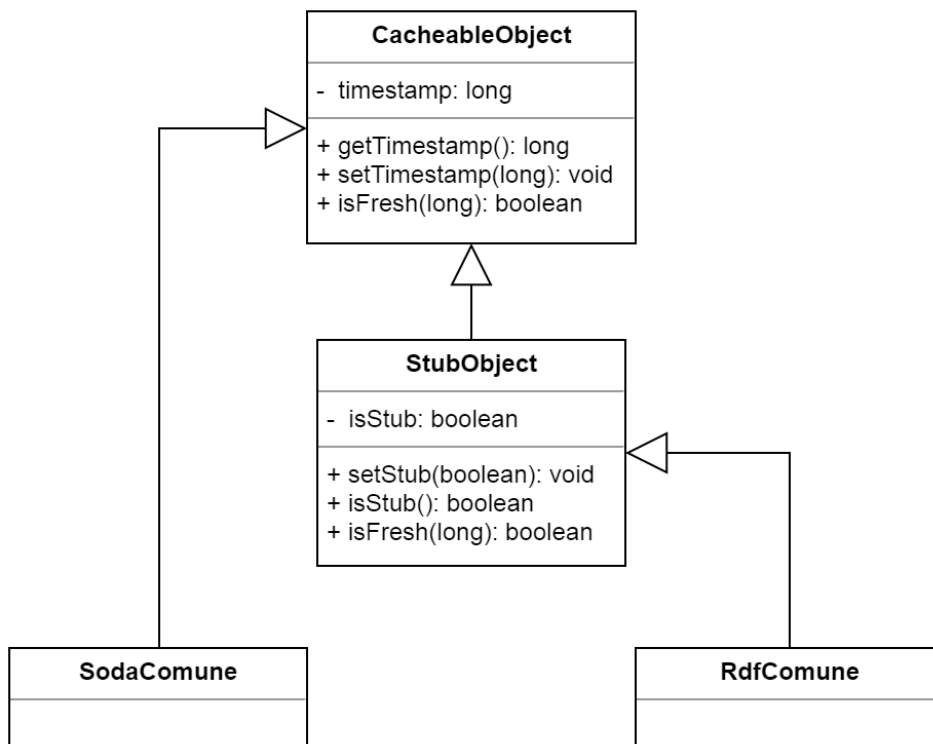 CacheableObject
- timestamp: long
+ getTimestamp(): long
+ setTimestamp(long): void
+ isFresh(long): boolean
StubObject
- isStub: boolean
+ setStub(boolean): void
+ isStub(): boolean
+ isFresh(long): boolean
SodaComune
RdfComune